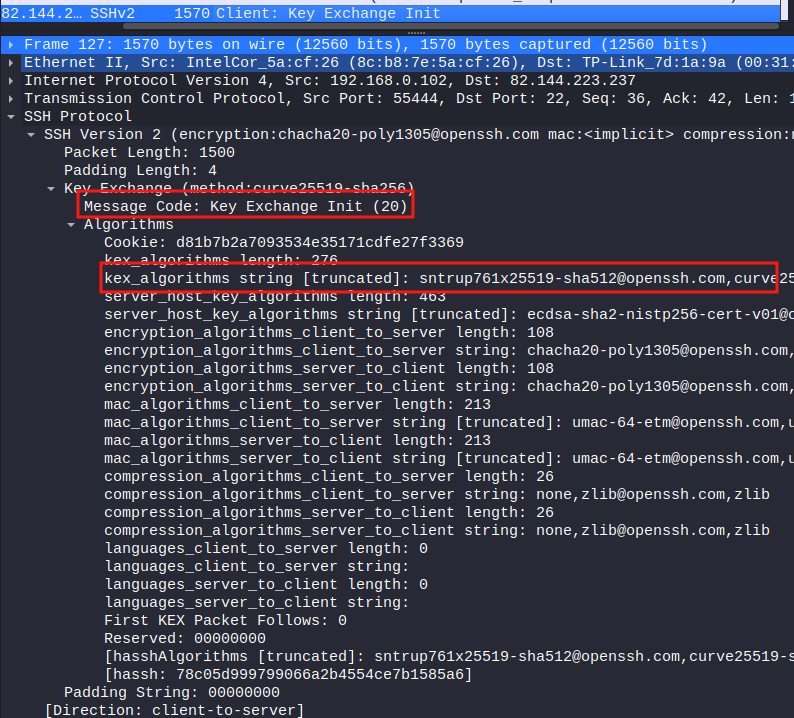 82.144.2… SSHv2 1570 Client: Key Exchange Init
Frame 127: 1570 bytes on wire (12560 bits), 1570 bytes captured (12560 bits)
Ethernet II, Src: IntelCor_5a:cf:26 (8c:b8:7e:5a:cf:26), Dst: TP-Link_7d:1a:9a (00:31:
Internet Protocol Version 4, Src: 192.168.0.102, Dst: 82.144.223.237
Transmission Control Protocol, Src Port: 55444, Dst Port: 22, Seq: 36, Ack: 42, Len: 1
SSH Protocol
SSH Version 2 (encryption:chacha20-poly1305@openssh.com mac:<implicit> compression:n
Packet Length: 1500
Padding Length: 4
Key Exchange (method:curve25519-sha256)
Message Code: Key Exchange Init (20)
Algorithms
Cookie: d81b7b2a7093534e35171cdfe27f3369
kex_algorithms length: 276
kex_algorithms string [truncated]: sntrup761x25519-sha512@openssh.com,curve25
server_host_key_algorithms length: 463
server_host_key_algorithms string [truncated]: ecdsa-sha2-nistp256-cert-v01@o
encryption_algorithms_client_to_server length: 108
encryption_algorithms_client_to_server string: chacha20-poly1305@openssh.com,
encryption_algorithms_server_to_client length: 108
encryption_algorithms_server_to_client string: chacha20-poly1305@openssh.com,
mac_algorithms_client_to_server length: 213
mac_algorithms_client_to_server string [truncated]: umac-64-etm@openssh.com,u
mac_algorithms_server_to_client length: 213
mac_algorithms_server_to_client string [truncated]: umac-64-etm@openssh.com,u
compression_algorithms_client_to_server length: 26
compression_algorithms_client_to_server string: none,zlib@openssh.com,zlib
compression_algorithms_server_to_client length: 26
compression_algorithms_server_to_client string: none,zlib@openssh.com,zlib
languages_client_to_server length: 0
languages_client_to_server string:
languages_server_to_client length: 0
languages_server_to_client string:
First KEX Packet Follows: 0
Reserved: 00000000
[hasshAlgorithms [truncated]: sntrup761x25519-sha512@openssh.com,curve25519-s
[hassh: 78c05d999799066a2b4554ce7b1585a6]
Padding String: 00000000
[Direction: client-to-server]